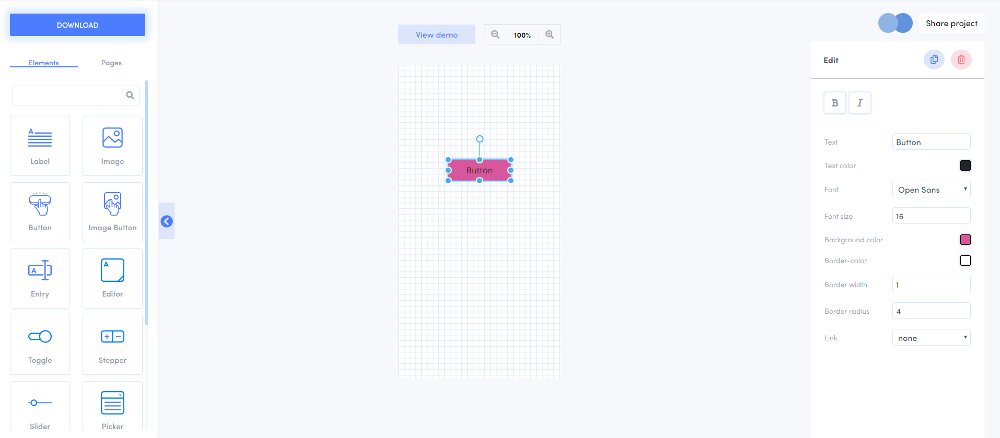 DOWNLOAD
Elements
Pages
Label
Image
Button
Image Button
Entry
Editor
Toggle
Stepper
Slider
Picker
View demo
100%
Button
Share project
Edit
B
I
Text
Button
Text color
Font
Open Sans
Font size
16
Background color
Border-color
Border width
1
Border radius
4
Link
none